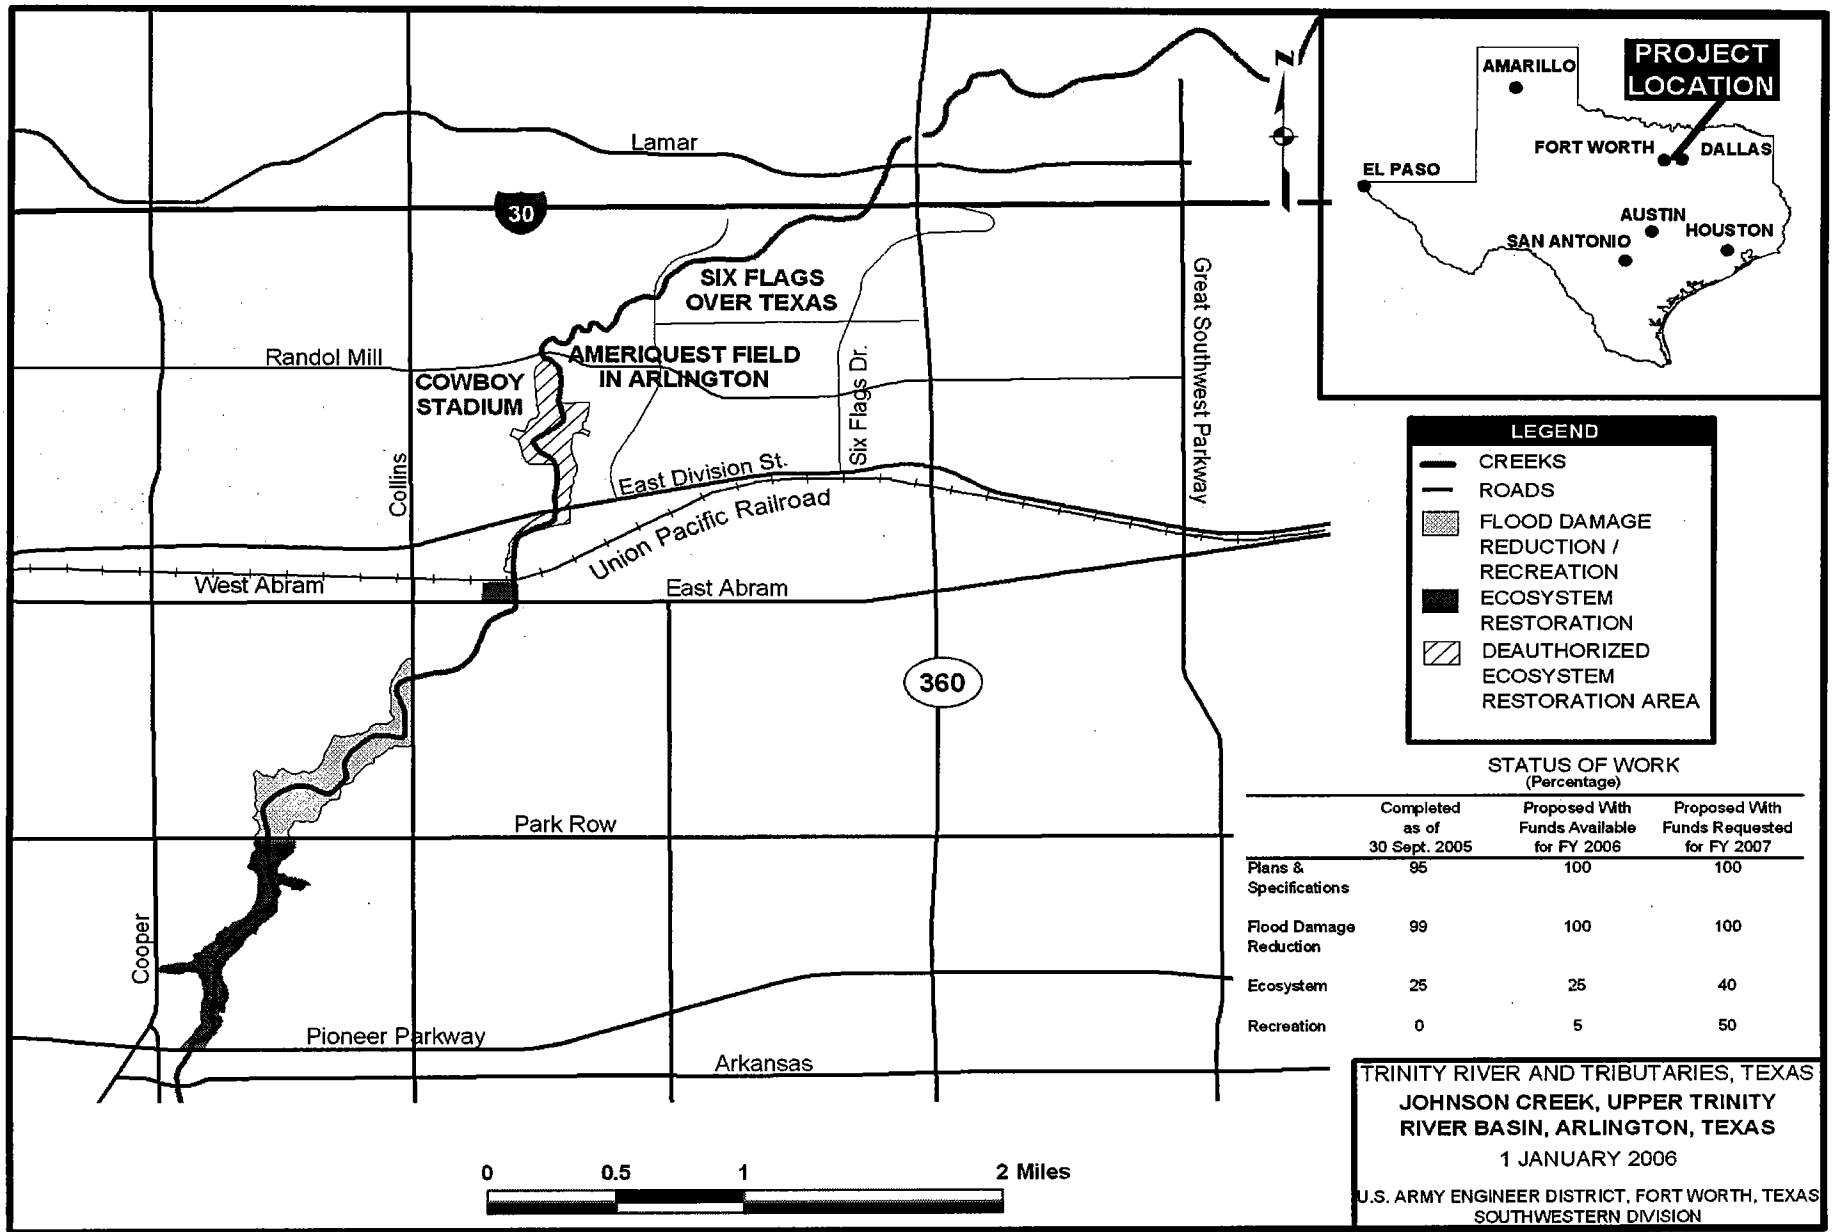 Lamar
30
SIX FLAGS
OVER TEXAS
Great Southwest Parkway
Randol Mill
AMERIQUEST FIELD
IN ARLINGTON
COWBOY
STADIUM
Six Flags Dr.
Collins
East Division St.
Union Pacific Railroad
West Abram
East Abram
360
Park Row
Cooper
Pioneer Parkway
Arkansas
0 0.5 1 2 Miles
N
PROJECT
LOCATION
AMARILLO
FORT WORTH
DALLAS
EL PASO
AUSTIN
HOUSTON
SAN ANTONIO
LEGEND
CREEKS
ROADS
FLOOD DAMAGE
REDUCTION /
RECREATION
ECOSYSTEM
RESTORATION
DEAUTHORIZED
ECOSYSTEM
RESTORATION AREA
STATUS OF WORK
(Percentage)
Completed Proposed With Proposed With
as of Funds Available Funds Requested
30 Sept. 2005 for FY 2006 for FY 2007
Plans & 95 100 100
Specifications
Flood Damage 99 100 100
Reduction
Ecosystem 25 25 40
Recreation 0 5 50
TRINITY RIVER AND TRIBUTARIES, TEXAS
JOHNSON CREEK, UPPER TRINITY
RIVER BASIN, ARLINGTON, TEXAS
1 JANUARY 2006
U.S. ARMY ENGINEER DISTRICT, FORT WORTH, TEXAS
SOUTHWESTERN DIVISION